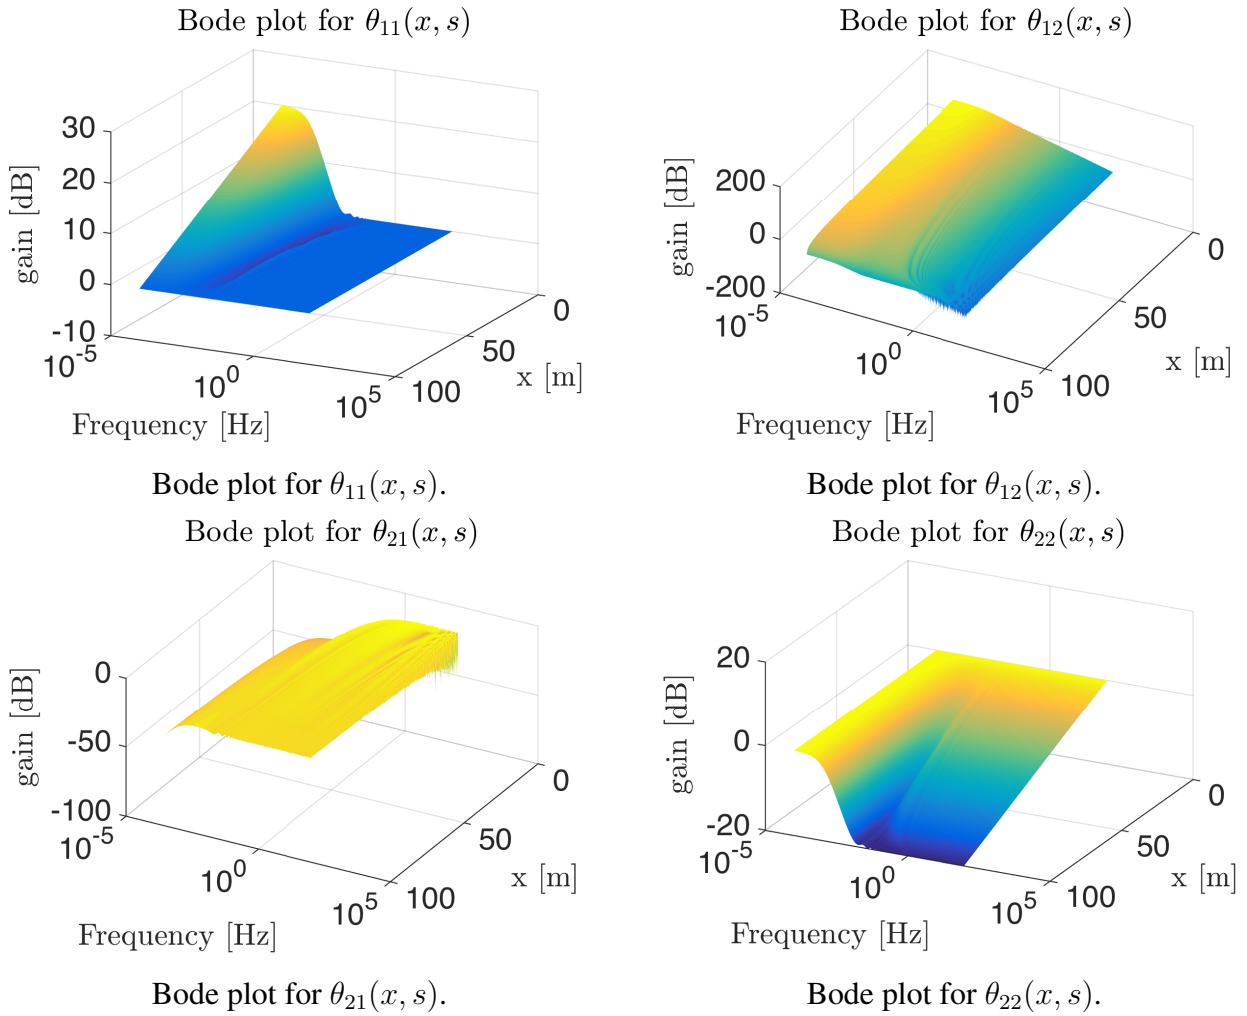 Bode plot for θ₁₁(x, s)
30
20
10
0
-10
gain [dB]
10⁻⁵
10⁰
10⁵
Frequency [Hz]
0
50
100
x [m]
Bode plot for θ₁₁(x, s).
Bode plot for θ₁₂(x, s)
200
0
-200
gain [dB]
10⁻⁵
10⁰
10⁵
Frequency [Hz]
0
50
100
x [m]
Bode plot for θ₁₂(x, s).
Bode plot for θ₂₁(x, s)
0
-50
-100
gain [dB]
10⁻⁵
10⁰
10⁵
Frequency [Hz]
0
50
100
x [m]
Bode plot for θ₂₁(x, s).
Bode plot for θ₂₂(x, s)
20
0
-20
gain [dB]
10⁻⁵
10⁰
10⁵
Frequency [Hz]
0
50
100
x [m]
Bode plot for θ₂₂(x, s).